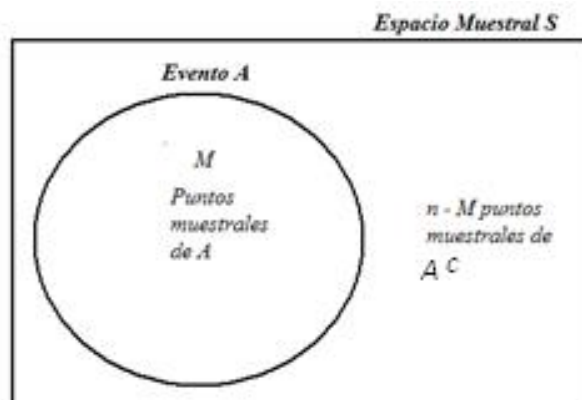 Espacio Muestral S
Evento A
M
Puntos
muestrales
de A
n - M puntos
muestrales de
A C